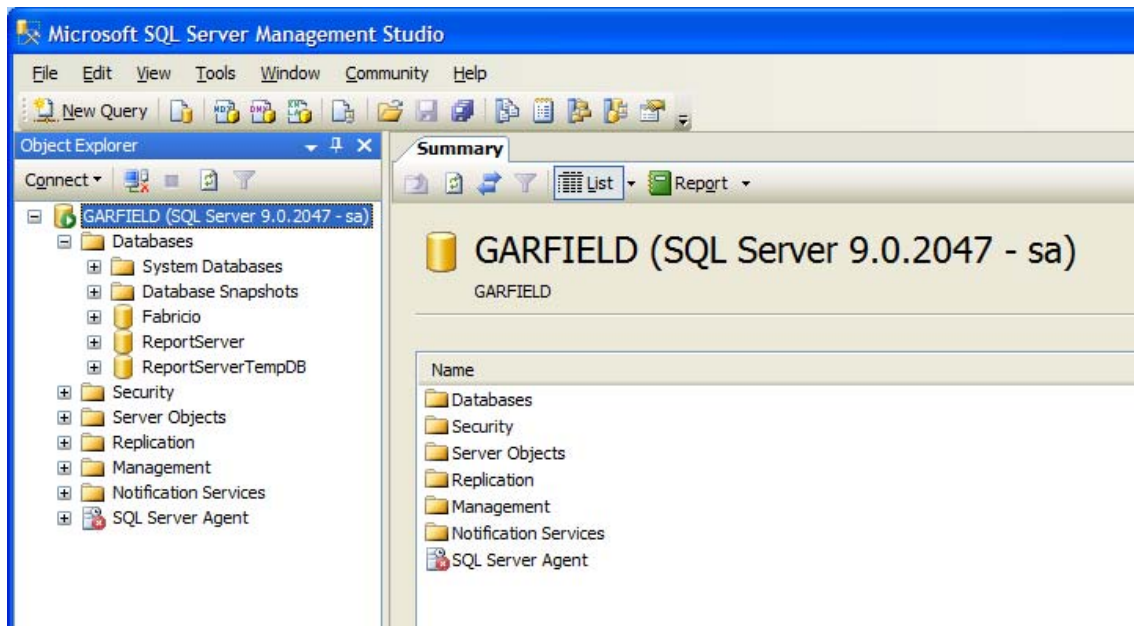 Microsoft SQL Server Management Studio
File Edit View Tools Window Community Help
New Query
Object Explorer
Connect
GARFIELD (SQL Server 9.0.2047 - sa)
Databases
System Databases
Database Snapshots
Fabricio
ReportServer
ReportServerTempDB
Security
Server Objects
Replication
Management
Notification Services
SQL Server Agent
Summary
List Report
GARFIELD (SQL Server 9.0.2047 - sa)
GARFIELD
Name
Databases
Security
Server Objects
Replication
Management
Notification Services
SQL Server Agent